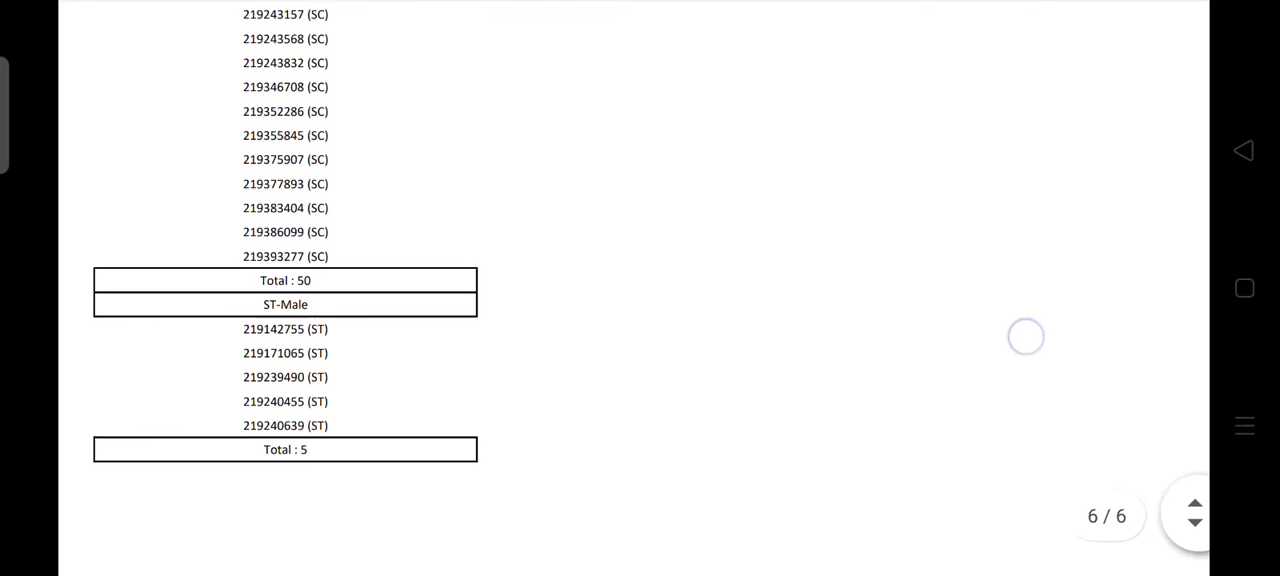 219243157 (SC)
219243568 (SC)
219243832 (SC)
219346708 (SC)
219352286 (SC)
219355845 (SC)
219375907 (SC)
219377893 (SC)
219383404 (SC)
219386099 (SC)
219393277 (SC)
Total : 50
ST-Male
219142755 (ST)
219171065 (ST)
219239490 (ST)
219240455 (ST)
219240639 (ST)
Total : 5
6 / 6